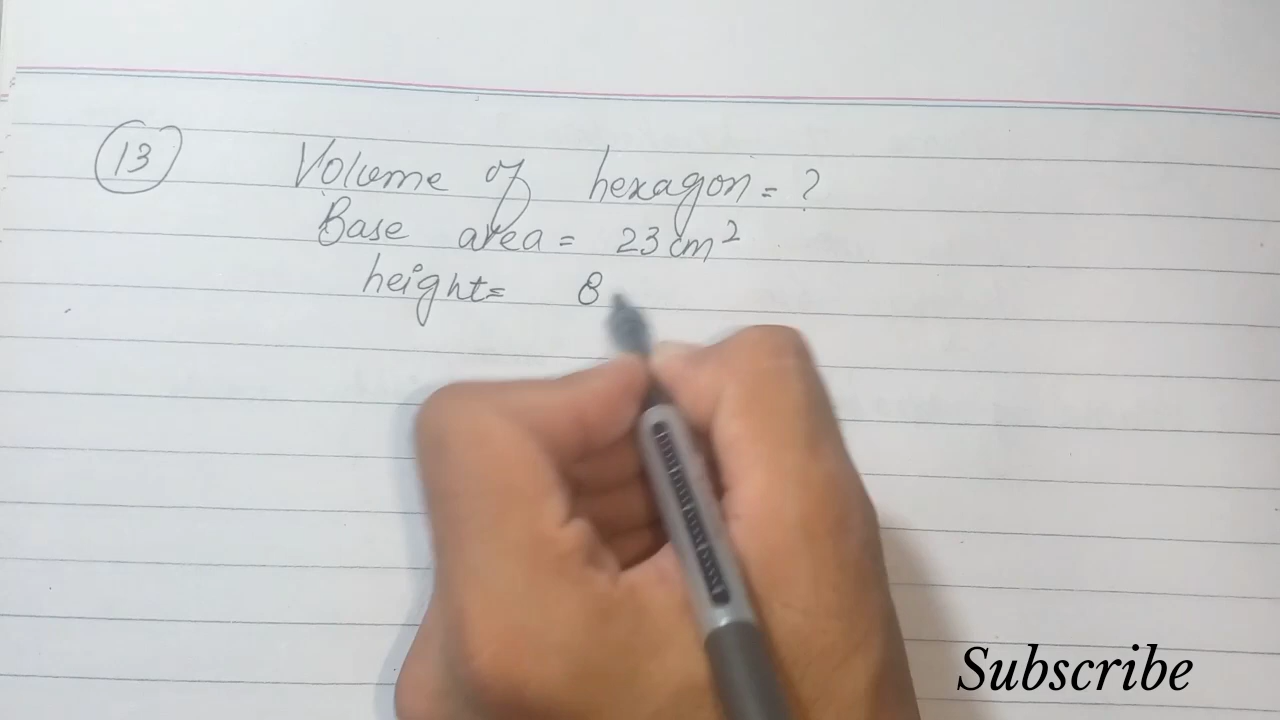 13 Volume of hexagon = ?
Base area = 23 cm²
height = 8
Subscribe